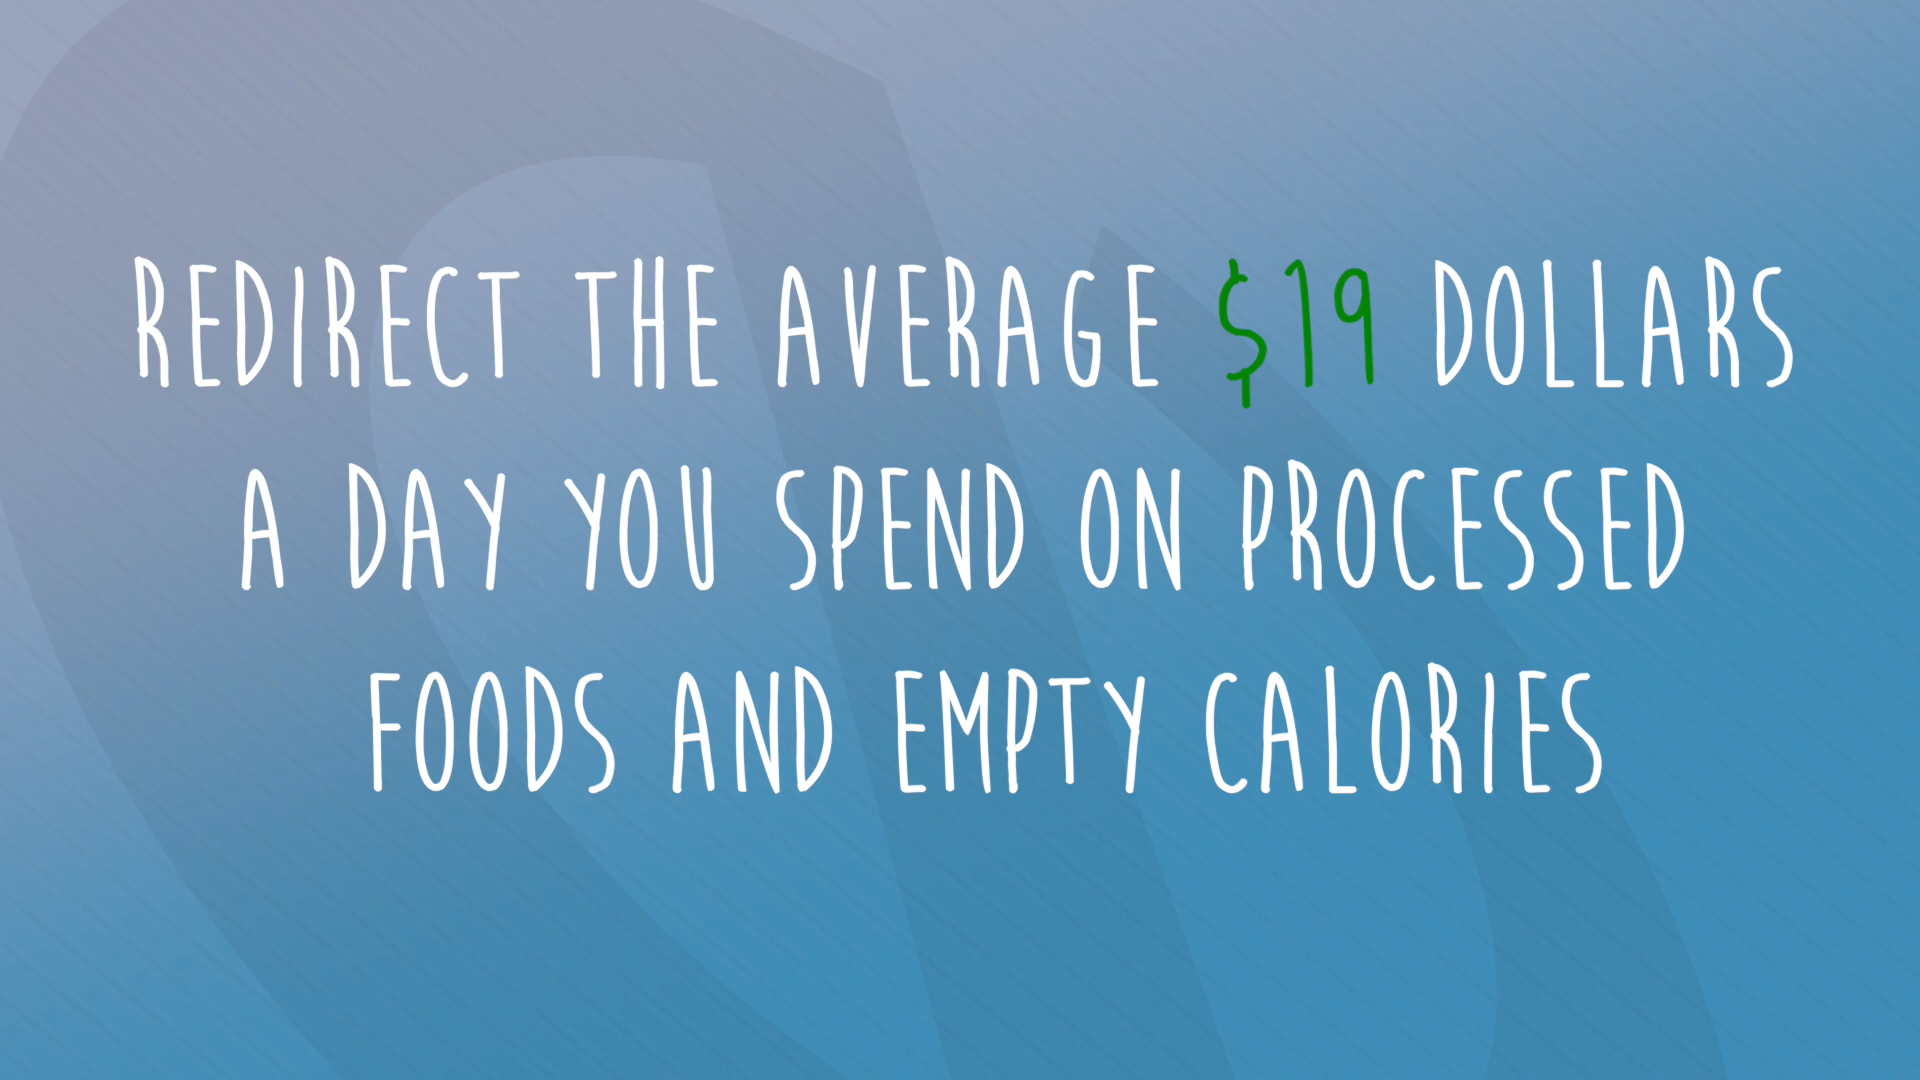 REDIRECT THE AVERAGE $19 DOLLARS
A DAY YOU SPEND ON PROCESSED
FOODS AND EMPTY CALORIES